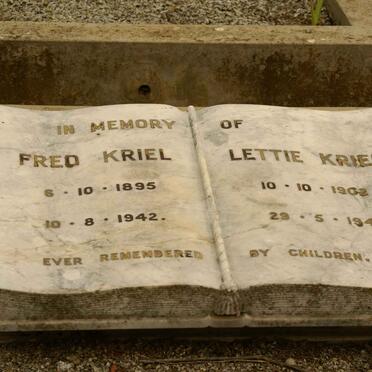 IN MEMORY OF
FRED KRIEL LETTIE
6 · 10 · 1895 10 · 10 · 1902
10 · 8 · 1942. 29 · 5 ·
EVER REMEMBERED BY CHILDREN.